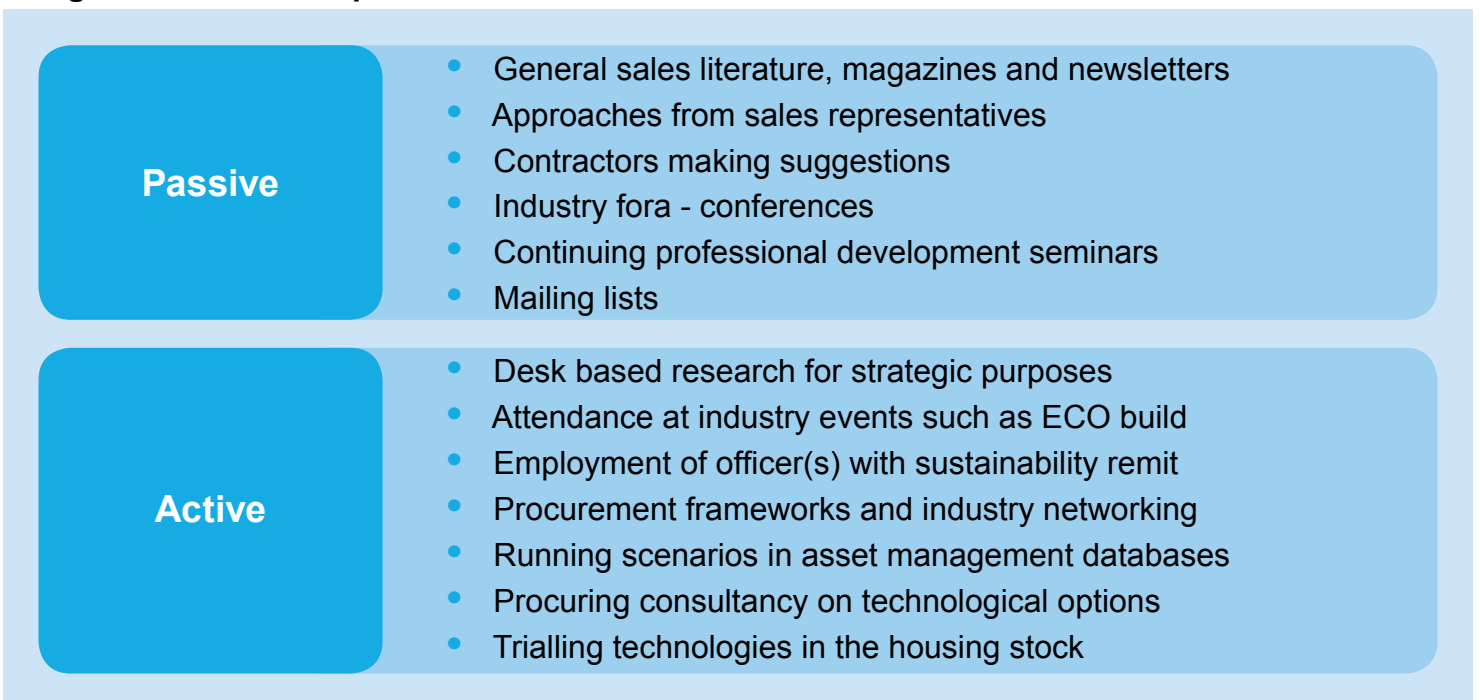 Passive
• General sales literature, magazines and newsletters
• Approaches from sales representatives
• Contractors making suggestions
• Industry fora - conferences
• Continuing professional development seminars
• Mailing lists
Active
• Desk based research for strategic purposes
• Attendance at industry events such as ECO build
• Employment of officer(s) with sustainability remit
• Procurement frameworks and industry networking
• Running scenarios in asset management databases
• Procuring consultancy on technological options
• Trialling technologies in the housing stock